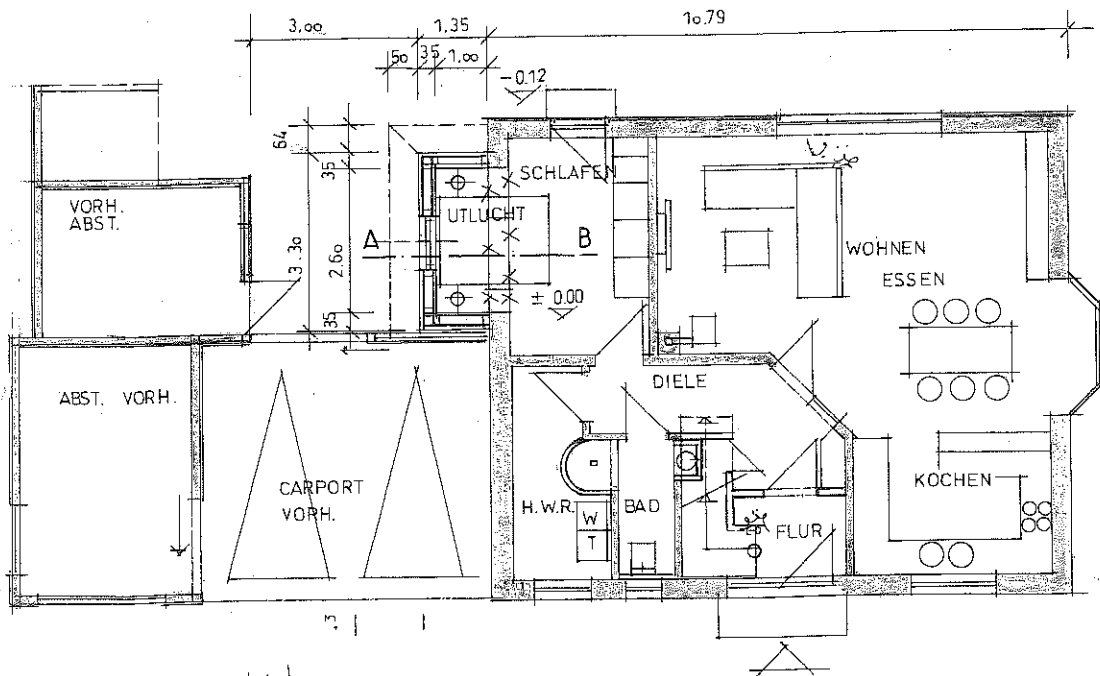 3,00
1,35
10.79
50
35
1.00
-0.12
64
35
SCHLAFEN
VORH.
ABST.
UTLUCHT
A
B
WOHNEN
3.30
2.60
ESSEN
± 0.00
35
DIELE
ABST. VORH.
CARPORT
VORH.
H.W.R.
W
T
BAD
FLUR
KOCHEN